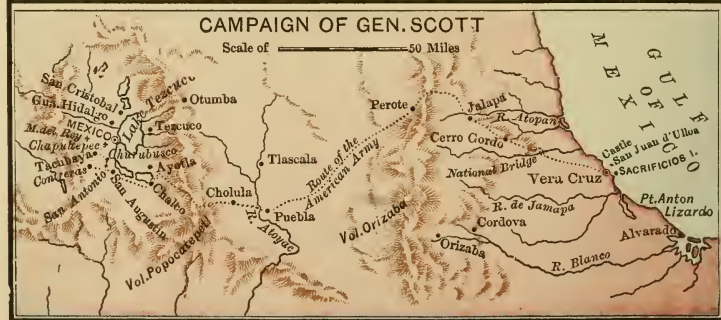 CAMPAIGN OF GEN. SCOTT
Scale of 50 Miles
GULF
OF
MEXICO
San Cristobal
Gua. Hidalgo
Lake Tezcuco
Otumba
MEXICO
Tezcuco
M. del Rey
Chapultepec
Churubusco
Tacubaya
Contreras
Ayotla
San Antonio
San Augustin
Chalco
Vol. Popocatepetl
Cholula
Tlascala
Puebla
R. Atoyac
Route of the
American Army
Perote
Jalapa
R. Atopan
Cerro Gordo
National Bridge
Vera Cruz
Castle
San Juan d'Ulloa
SACRIFICIOS I.
Pt. Anton
Lizardo
Vol. Orizaba
R. de Jamapa
Cordova
Orizaba
R. Blanco
Alvarado